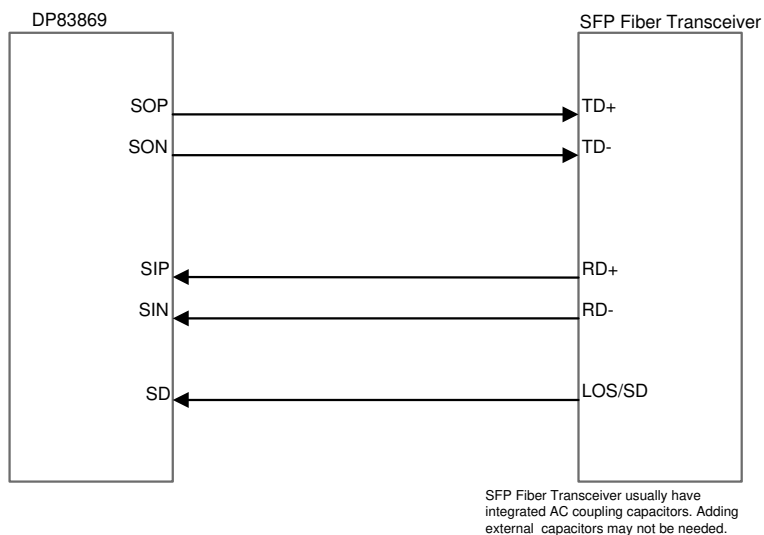 DP83869
SFP Fiber Transceiver
SOP
TD+
SON
TD-
SIP
RD+
SIN
RD-
SD
LOS/SD
SFP Fiber Transceiver usually have
integrated AC coupling capacitors. Adding
external capacitors may not be needed.